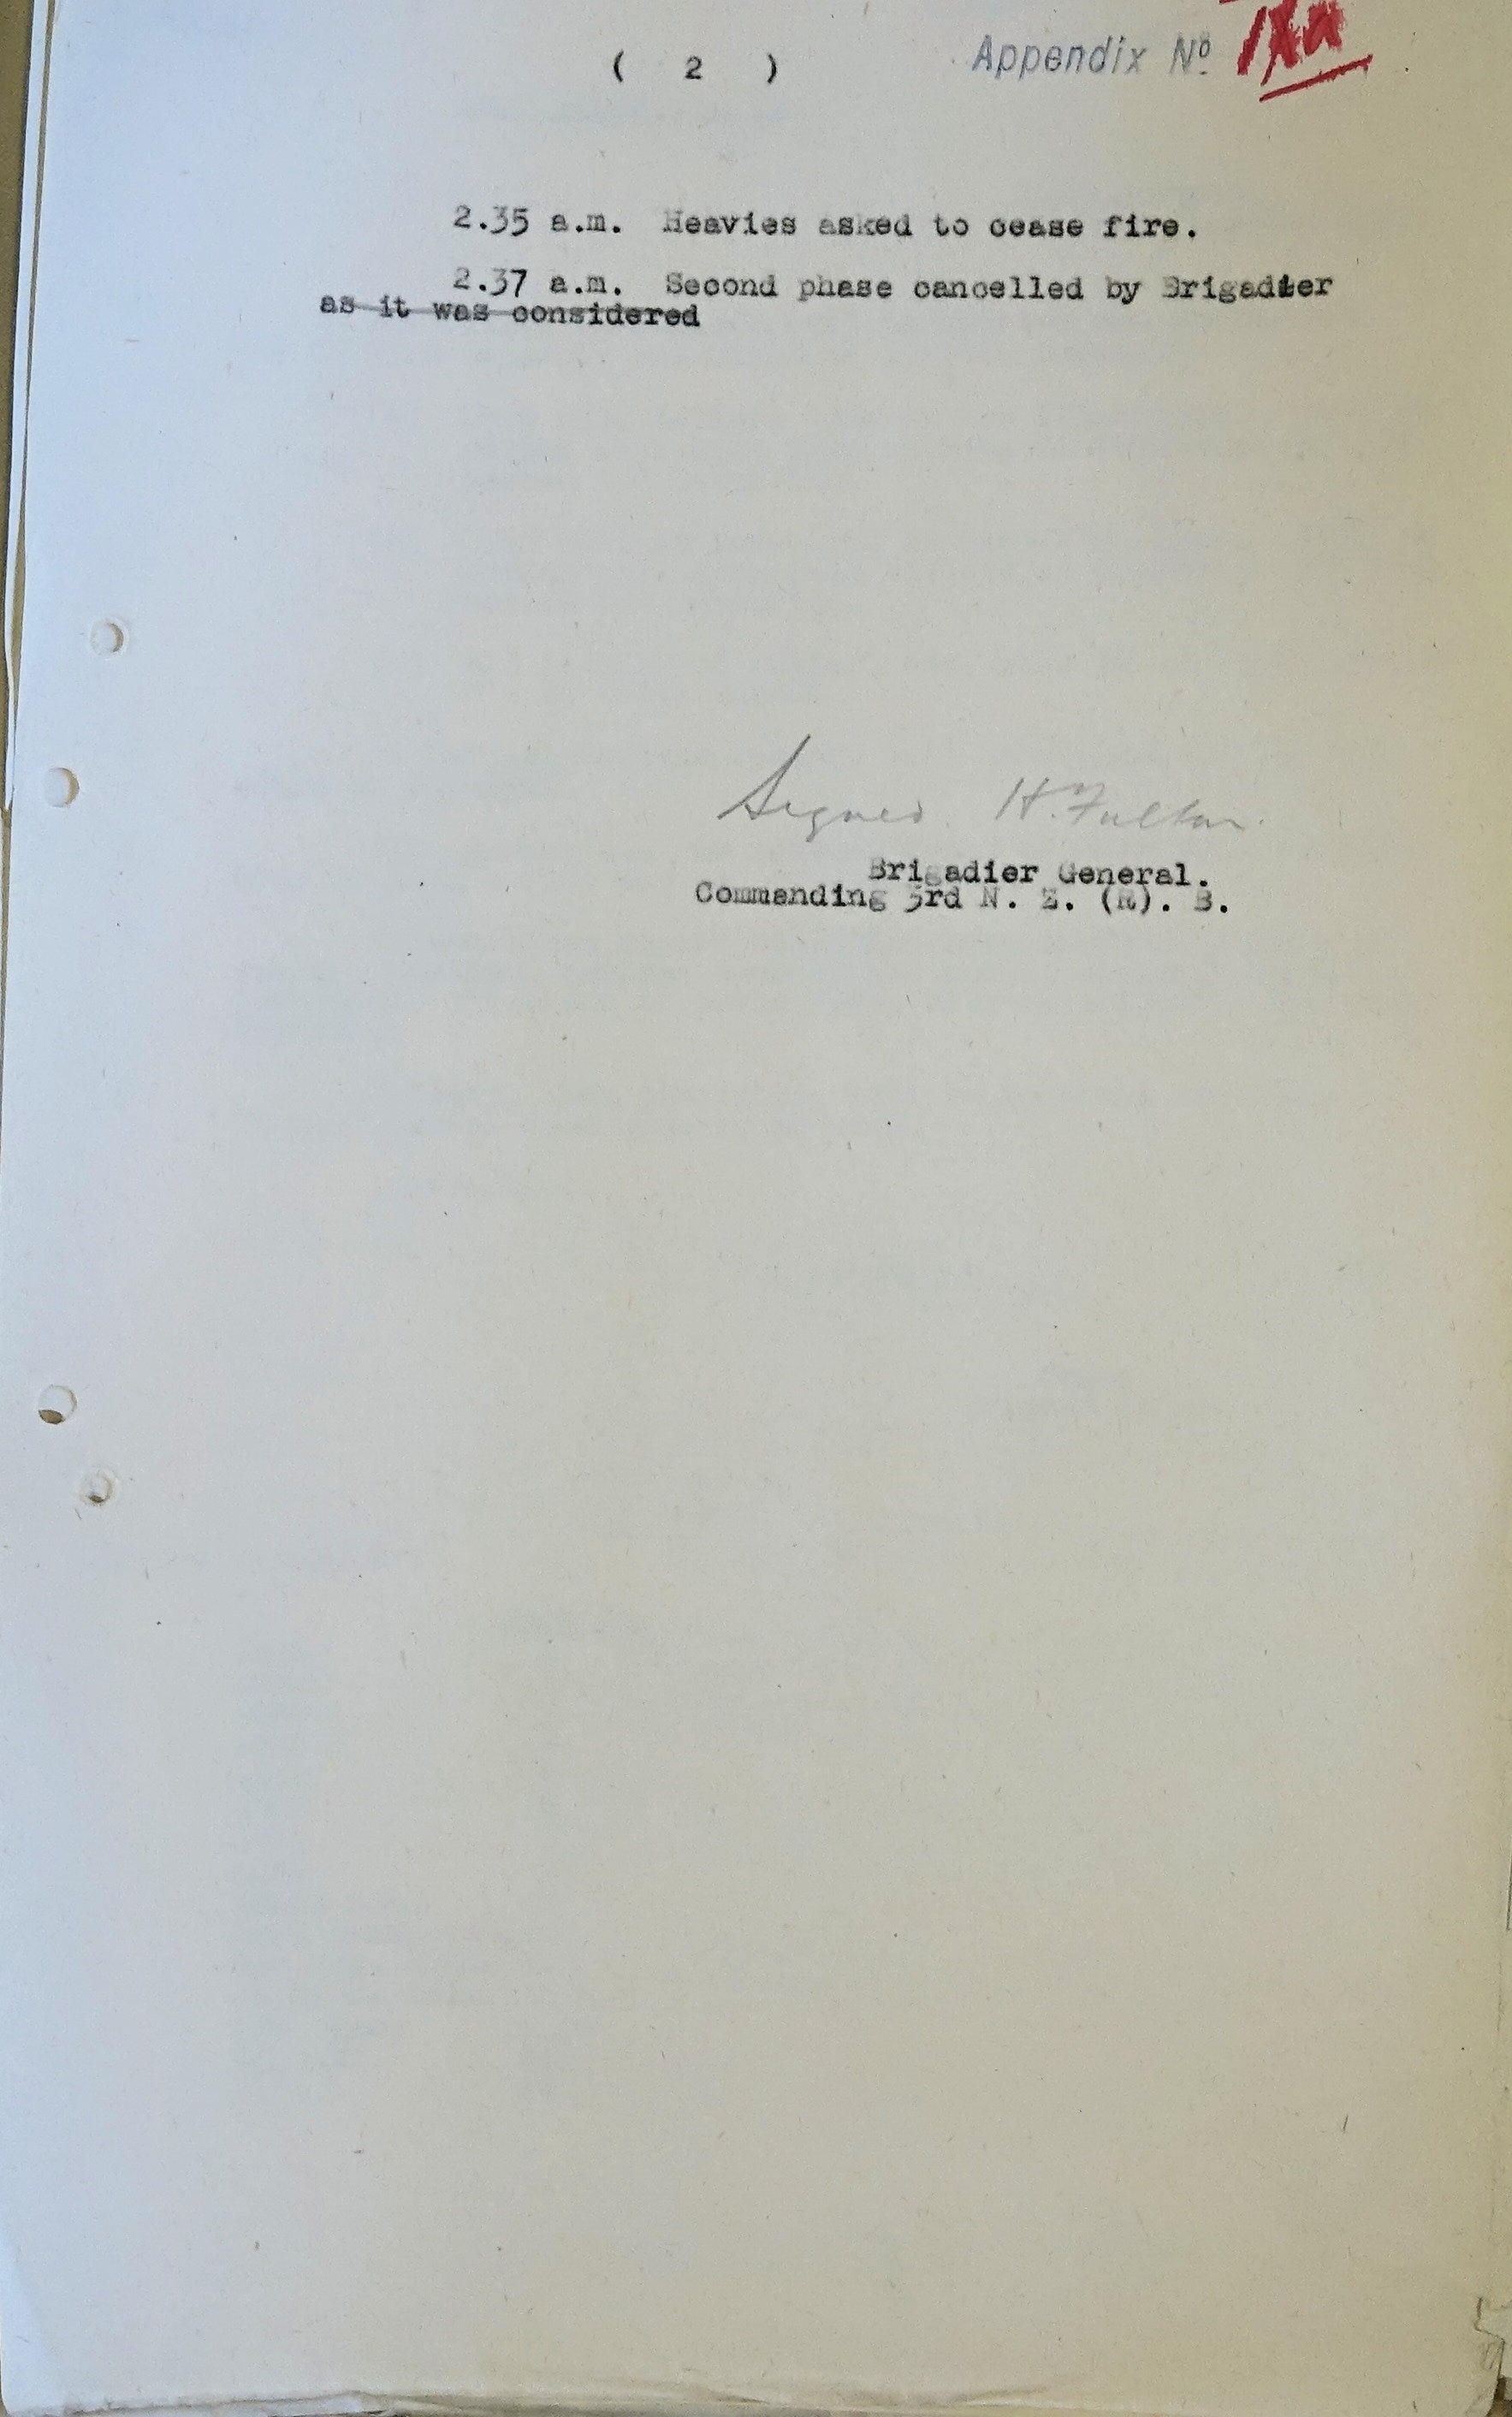 ( 2 )
Appendix Nº IXa
2.35 a.m. Heavies asked to cease fire.
2.37 a.m. Second phase cancelled by Brigadier
as it was considered
Signed. H. Fulton.
Brigadier General.
Commanding 3rd N. Z. (R). B.